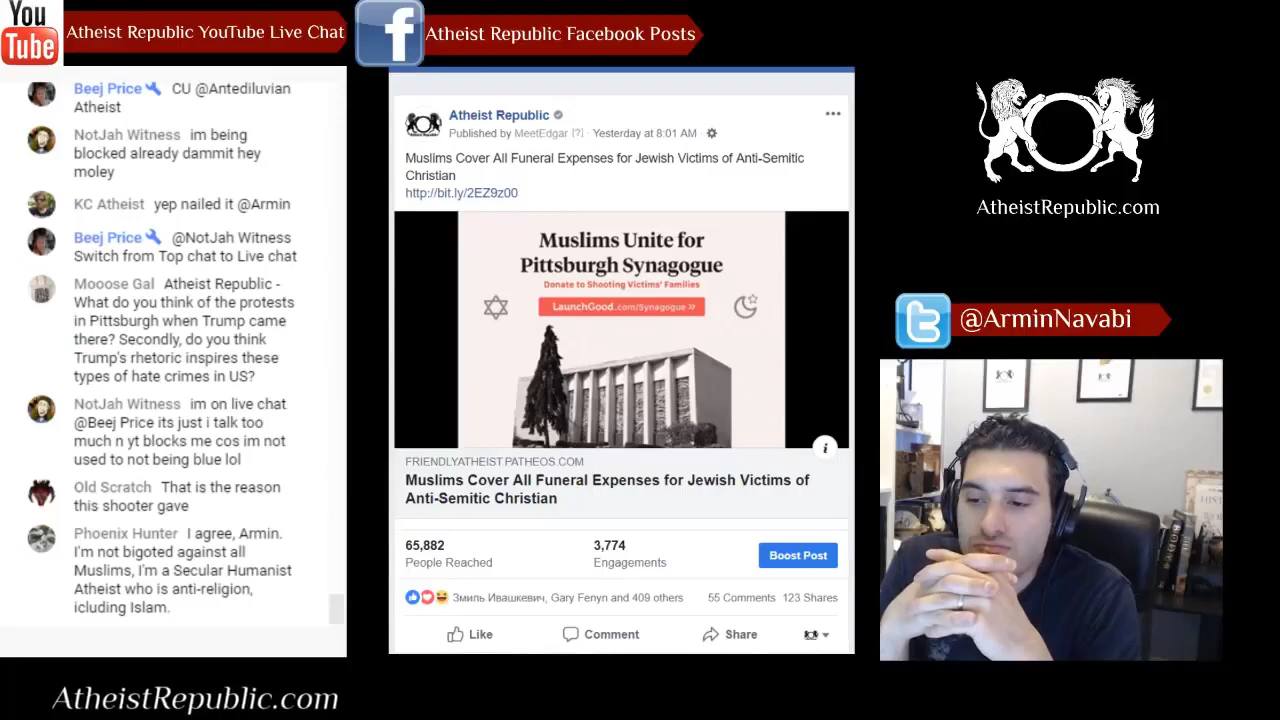 You
Tube
Atheist Republic YouTube Live Chat
f
Atheist Republic Facebook Posts
Beej Price CU @Antediluvian
Atheist
NotJah Witness im being
blocked already dammit hey
moley
KC Atheist yep nailed it @Armin
Beej Price @NotJah Witness
Switch from Top chat to Live chat
Mooose Gal Atheist Republic -
What do you think of the protests
in Pittsburgh when Trump came
there? Secondly, do you think
Trump's rhetoric inspires these
types of hate crimes in US?
NotJah Witness im on live chat
@Beej Price its just i talk too
much n yt blocks me cos im not
used to not being blue lol
Old Scratch That is the reason
this shooter gave
Phoenix Hunter I agree, Armin.
I'm not bigoted against all
Muslims, I'm a Secular Humanist
Atheist who is anti-religion,
icluding Islam.
Atheist Republic
Published by MeetEdgar [?] · Yesterday at 8:01 AM ·
Muslims Cover All Funeral Expenses for Jewish Victims of Anti-Semitic
Christian
http://bit.ly/2EZ9z00
Muslims Unite for
Pittsburgh Synagogue
Donate to Shooting Victims' Families
LaunchGood.com/Synagogue >>
FRIENDLYATHEIST.PATHEOS.COM
Muslims Cover All Funeral Expenses for Jewish Victims of
Anti-Semitic Christian
65,882
People Reached
3,774
Engagements
Boost Post
Змиль Ивашкевич, Gary Fenyn and 409 others
55 Comments 123 Shares
Like
Comment
Share
AtheistRepublic.com
@ArminNavabi
AtheistRepublic.com